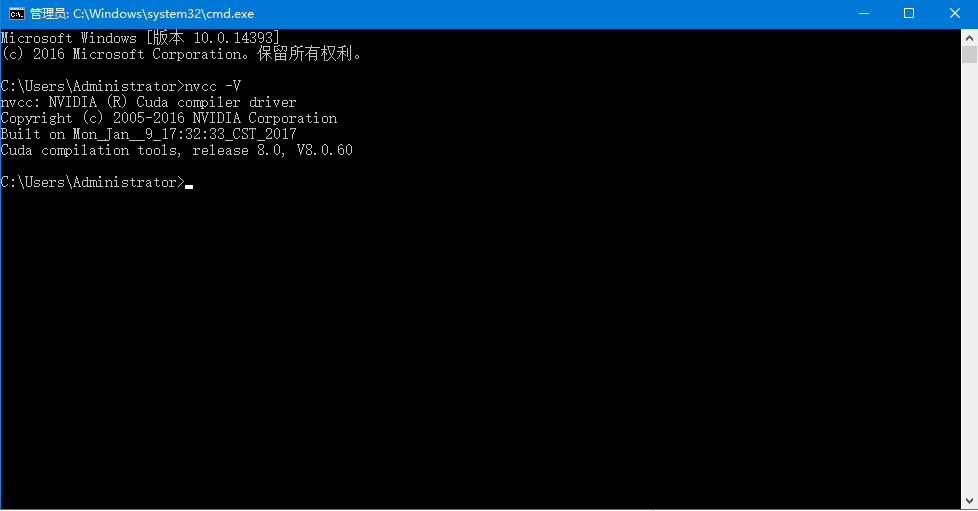 管理员: C:\Windows\system32\cmd.exe
Microsoft Windows [版本 10.0.14393]
(c) 2016 Microsoft Corporation。保留所有权利。
C:\Users\Administrator>nvcc -V
nvcc: NVIDIA (R) Cuda compiler driver
Copyright (c) 2005-2016 NVIDIA Corporation
Built on Mon_Jan__9_17:32:33_CST_2017
Cuda compilation tools, release 8.0, V8.0.60
C:\Users\Administrator>